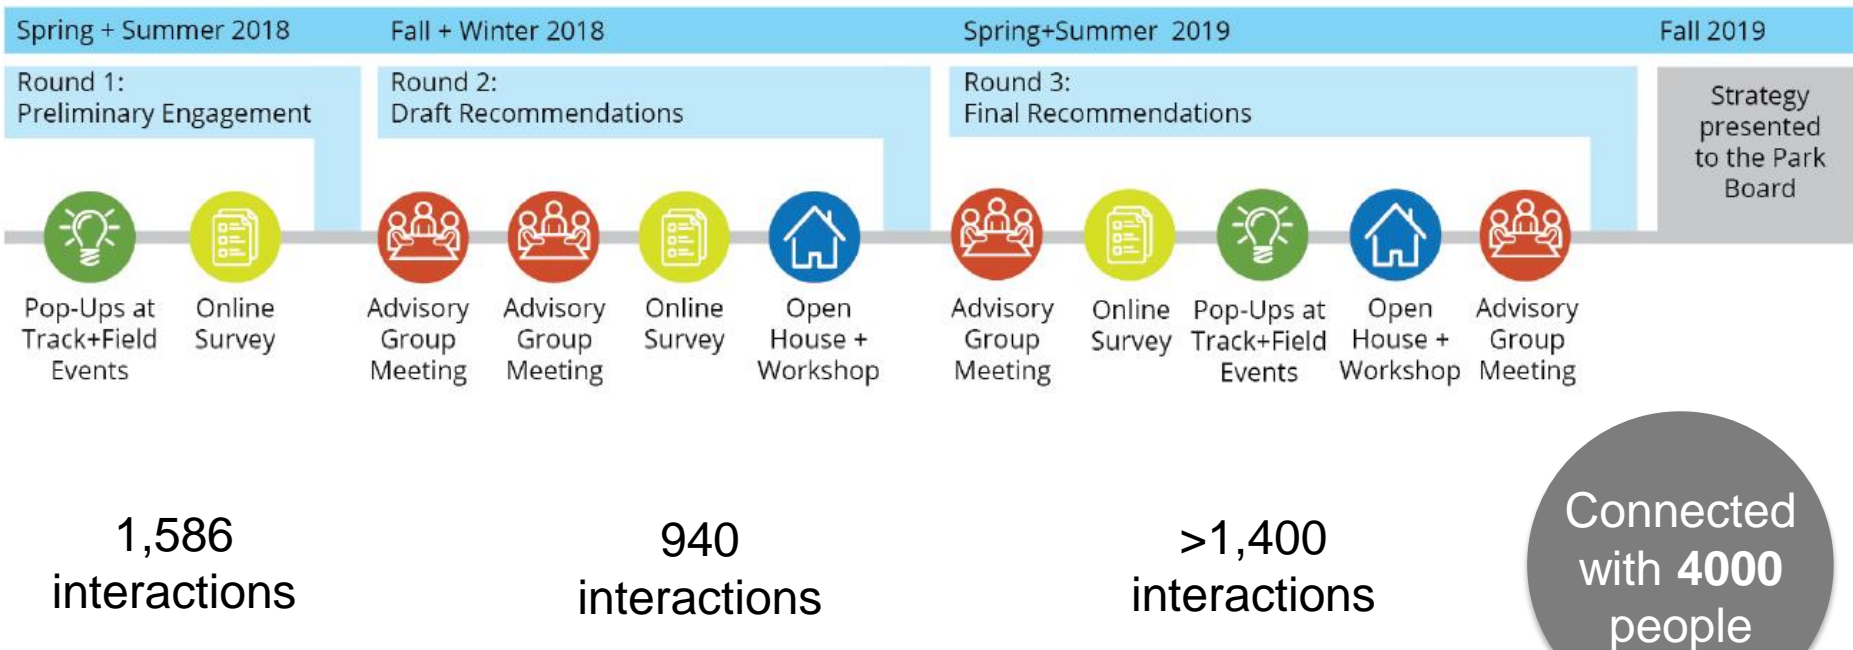 Spring + Summer 2018
Fall + Winter 2018
Spring+Summer 2019
Fall 2019
Round 1:
Preliminary Engagement
Round 2:
Draft Recommendations
Round 3:
Final Recommendations
Strategy
presented
to the Park
Board
Pop-Ups at
Track+Field
Events
Online
Survey
Advisory
Group
Meeting
Advisory
Group
Meeting
Online
Survey
Open
House +
Workshop
Advisory
Group
Meeting
Online
Survey
Pop-Ups at
Track+Field
Events
Open
House +
Workshop
Advisory
Group
Meeting
1,586
interactions
940
interactions
>1,400
interactions
Connected
with 4000
people